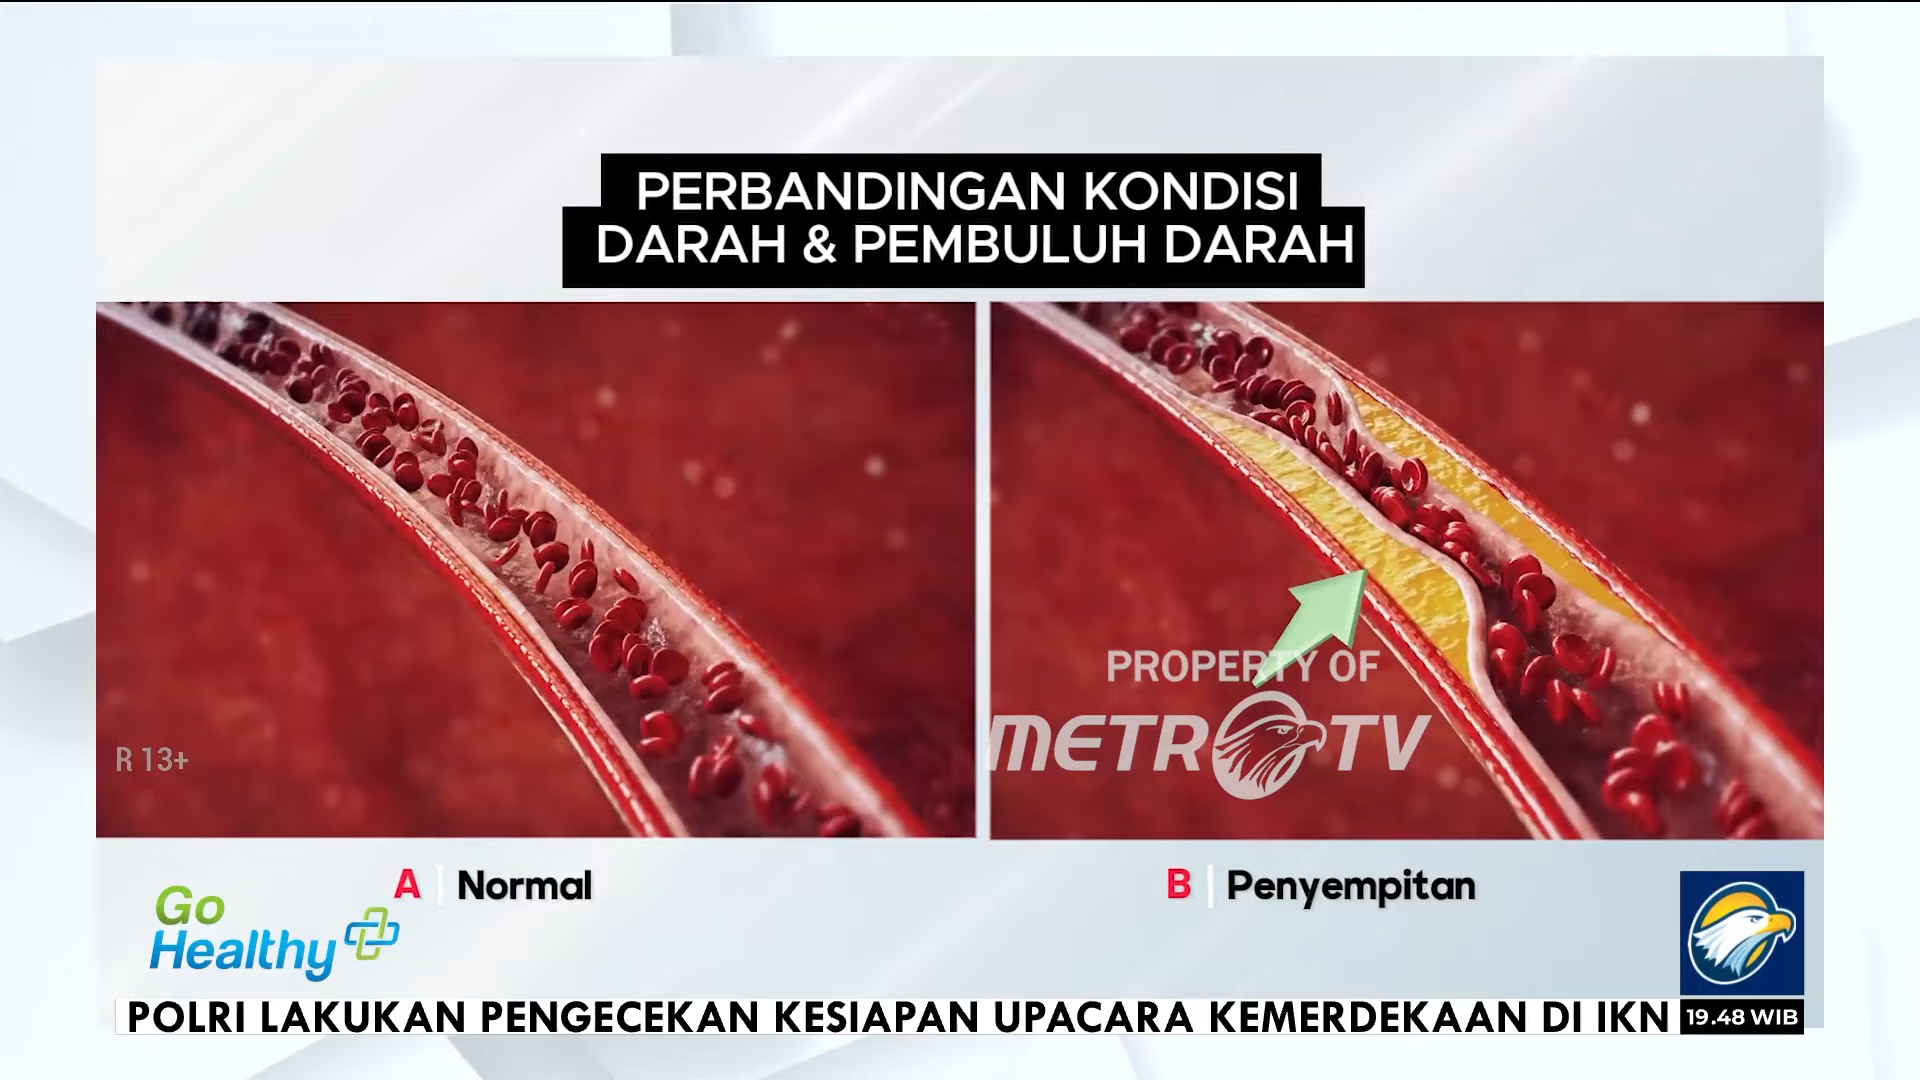 PERBANDINGAN KONDISI
DARAH & PEMBULUH DARAH
R 13+
PROPERTY OF
METRO TV
A Normal
B Penyempitan
Go
Healthy
POLRI LAKUKAN PENGECEKAN KESIAPAN UPACARA KEMERDEKAAN DI IKN
19.48 WIB